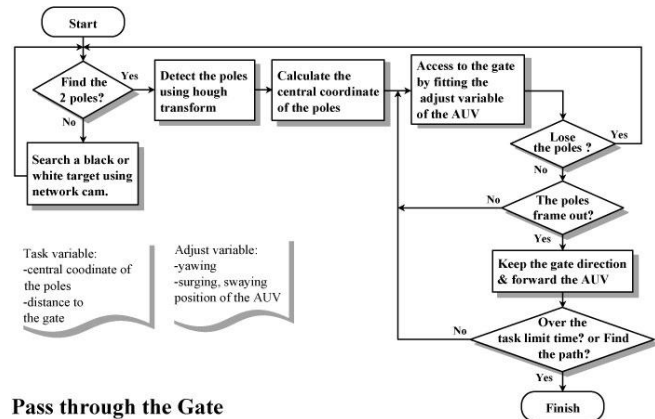 Start
Find the
2 poles?
Yes
No
Detect the poles
using hough
transform
Calculate the
central coordinate
of the poles
Access to the gate
by fitting the
adjust variable
of the AUV
Search a black or
white target using
network cam.
Lose
the poles ?
Yes
No
The poles
frame out?
No
Yes
Keep the gate direction
& forward the AUV
Over the
task limit time? or Find
the path?
No
Yes
Finish
Task variable:
-central coodinate of
the poles
-distance to
the gate
Adjust variable:
-yawing
-surging, swaying
position of the AUV
Pass through the Gate